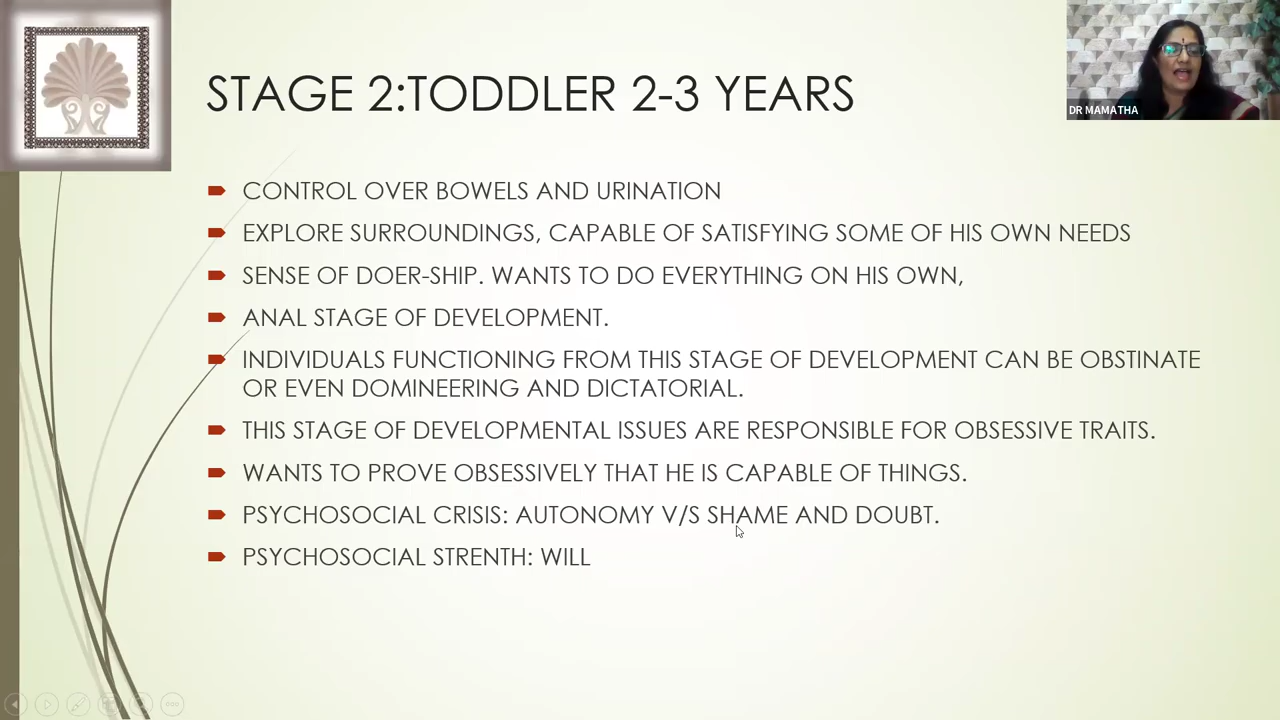 STAGE 2:TODDLER 2-3 YEARS
DR MAMATHA
CONTROL OVER BOWELS AND URINATION
EXPLORE SURROUNDINGS, CAPABLE OF SATISFYING SOME OF HIS OWN NEEDS
SENSE OF DOER-SHIP. WANTS TO DO EVERYTHING ON HIS OWN,
ANAL STAGE OF DEVELOPMENT.
INDIVIDUALS FUNCTIONING FROM THIS STAGE OF DEVELOPMENT CAN BE OBSTINATE
OR EVEN DOMINEERING AND DICTATORIAL.
THIS STAGE OF DEVELOPMENTAL ISSUES ARE RESPONSIBLE FOR OBSESSIVE TRAITS.
WANTS TO PROVE OBSESSIVELY THAT HE IS CAPABLE OF THINGS.
PSYCHOSOCIAL CRISIS: AUTONOMY V/S SHAME AND DOUBT.
PSYCHOSOCIAL STRENTH: WILL